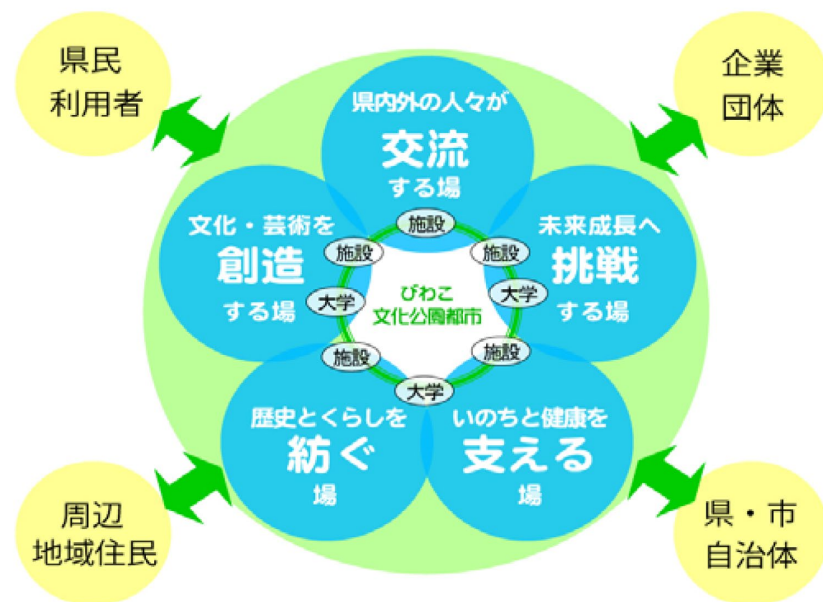 県民
利用者
企業
団体
県内外の人々が
交流
する場
文化・芸術を
創造
する場
未来成長へ
挑戦
する場
施設
施設
施設
大学
大学
びわこ
文化公園都市
施設
施設
大学
歴史とくらしを
紡ぐ
場
いのちと健康を
支える
場
周辺
地域住民
県・市
自治体